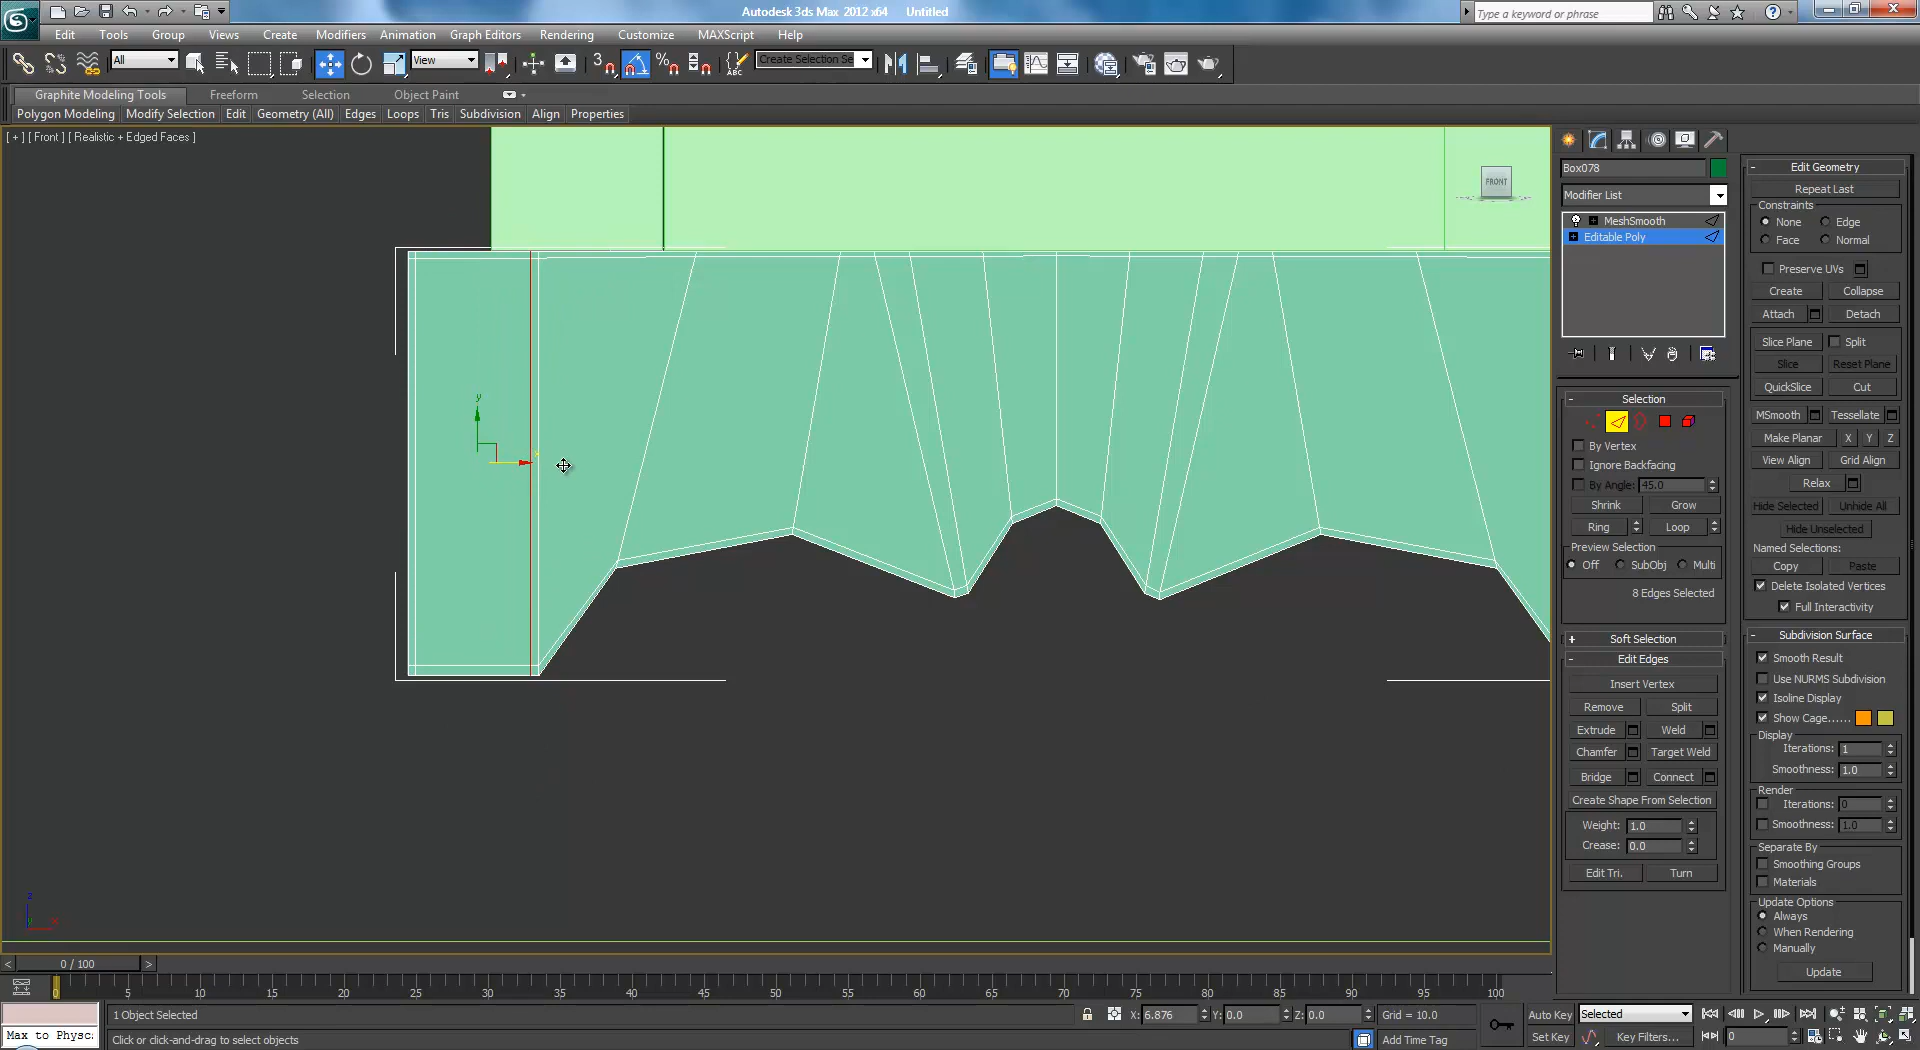 Autodesk 3ds Max 2012 x64 Untitled
Type a keyword or phrase
Edit Tools Group Views Create Modifiers Animation Graph Editors Rendering Customize MAXScript Help
All View Create Selection Se
Graphite Modeling Tools Freeform Selection Object Paint
Polygon Modeling Modify Selection Edit Geometry (All) Edges Loops Tris Subdivision Align Properties
[ + ] [ Front ] [ Realistic + Edged Faces ]
FRONT
y
x
z
x
Box078
Modifier List
MeshSmooth
Editable Poly
Selection
By Vertex
Ignore Backfacing
By Angle: 45.0
Shrink Grow
Ring Loop
Preview Selection
Off SubObj Multi
8 Edges Selected
Soft Selection
Edit Edges
Insert Vertex
Remove Split
Extrude Weld
Chamfer Target Weld
Bridge Connect
Create Shape From Selection
Weight: 1.0
Crease: 0.0
Edit Tri. Turn
Edit Geometry
Repeat Last
Constraints
None Edge
Face Normal
Preserve UVs
Create Collapse
Attach Detach
Slice Plane Split
Slice Reset Plane
QuickSlice Cut
MSmooth Tessellate
Make Planar X Y Z
View Align Grid Align
Relax
Hide Selected Unhide All
Hide Unselected
Named Selections:
Copy Paste
Delete Isolated Vertices
Full Interactivity
Subdivision Surface
Smooth Result
Use NURMS Subdivision
Isoline Display
Show Cage......
Display
Iterations: 1
Smoothness: 1.0
Render
Iterations: 0
Smoothness: 1.0
Separate By
Smoothing Groups
Materials
Update Options
Always
When Rendering
Manually
Update
< 0 / 100 >
0 5 10 15 20 25 30 35 40 45 50 55 60 65 70 75 80 85 90 95 100
1 Object Selected X: 6.876 Y: 0.0 Z: 0.0 Grid = 10.0 Auto Key Selected
Max to Physc: Click or click-and-drag to select objects Add Time Tag Set Key Key Filters... 0